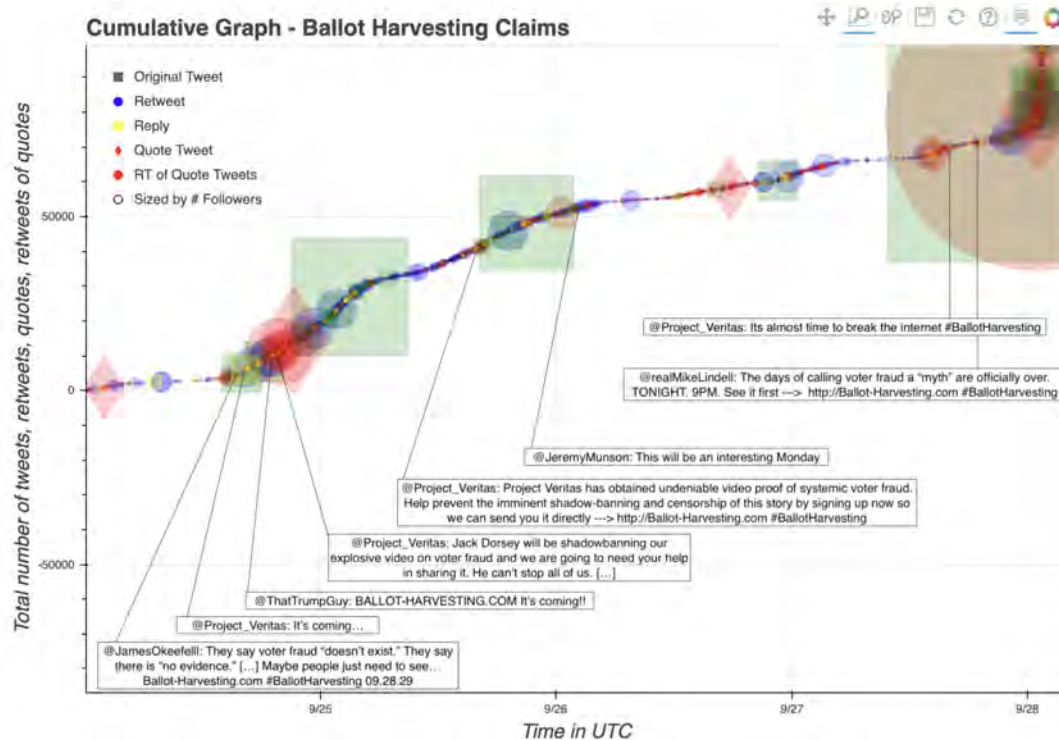 Cumulative Graph - Ballot Harvesting Claims
Original Tweet
Retweet
Reply
Quote Tweet
RT of Quote Tweets
Sized by # Followers
Total number of tweets, retweets, quotes, retweets of quotes
50000
0
-50000
@Project_Veritas: Its almost time to break the internet #BallotHarvesting
@realMikeLindell: The days of calling voter fraud a “myth” are officially over.
TONIGHT. 9PM. See it first ---> http://Ballot-Harvesting.com #BallotHarvesting
@JeremyMunson: This will be an interesting Monday
@Project_Veritas: Project Veritas has obtained undeniable video proof of systemic voter fraud.
Help prevent the imminent shadow-banning and censorship of this story by signing up now so
we can send you it directly ---> http://Ballot-Harvesting.com #BallotHarvesting
@Project_Veritas: Jack Dorsey will be shadowbanning our
explosive video on voter fraud and we are going to need your help
in sharing it. He can’t stop all of us. [...]
@ThatTrumpGuy: BALLOT-HARVESTING.COM It’s coming!!
@Project_Veritas: It’s coming...
@JamesOkeefeIII: They say voter fraud “doesn’t exist.” They say
there is “no evidence.” [...] Maybe people just need to see...
Ballot-Harvesting.com #BallotHarvesting 09.28.29
9/25
9/26
9/27
9/28
Time in UTC